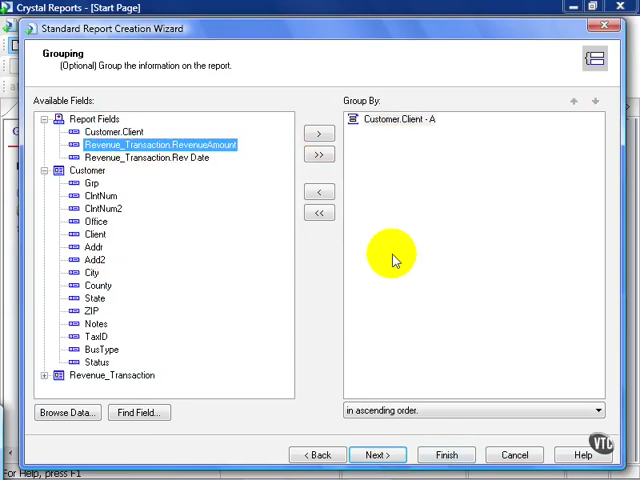 Crystal Reports - [Start Page]
Standard Report Creation Wizard
Grouping
(Optional) Group the information on the report.
Available Fields:
Group By:
Report Fields
Customer.Client
Revenue_Transaction.RevenueAmount
Revenue_Transaction.Rev Date
Customer
Grp
ClntNum
ClntNum2
Office
Client
Addr
Add2
City
County
State
ZIP
Notes
TaxID
BusType
Status
Revenue_Transaction
>
>>
<
<<
Customer.Client - A
Browse Data...
Find Field...
in ascending order.
< Back
Next >
Finish
Cancel
Help
VTC
For Help, press F1